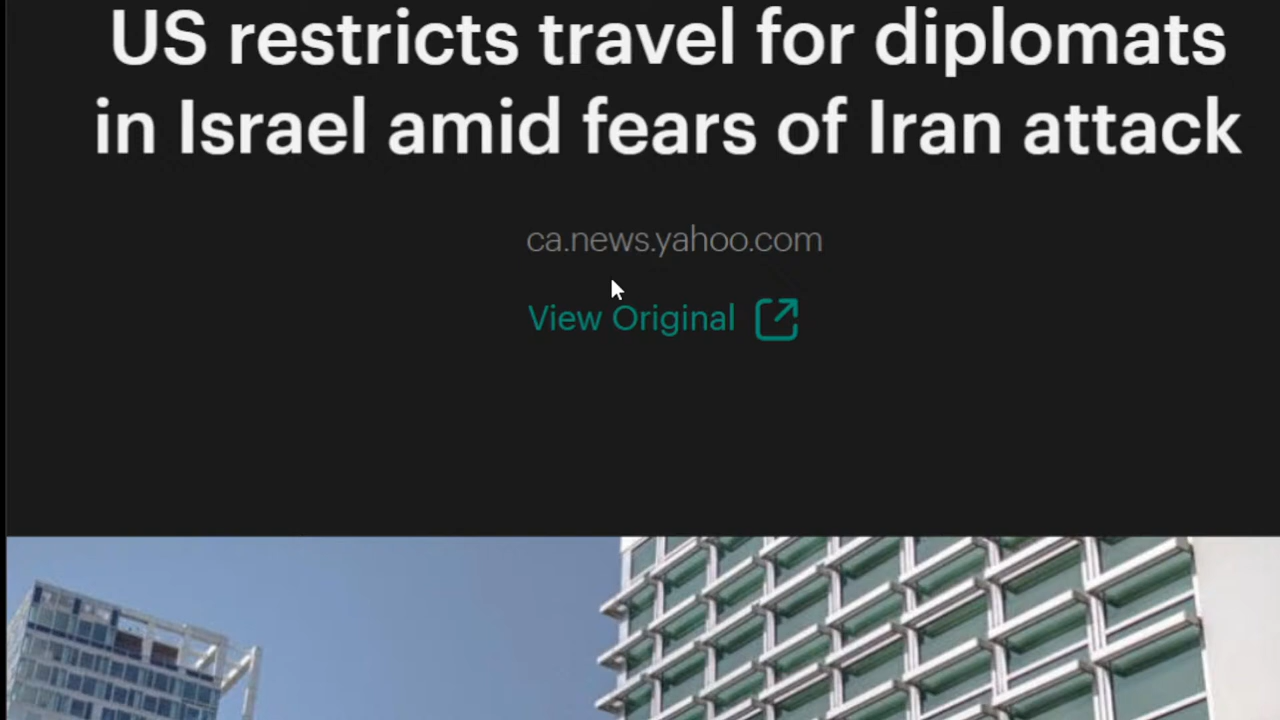 US restricts travel for diplomats
in Israel amid fears of Iran attack
ca.news.yahoo.com
View Original